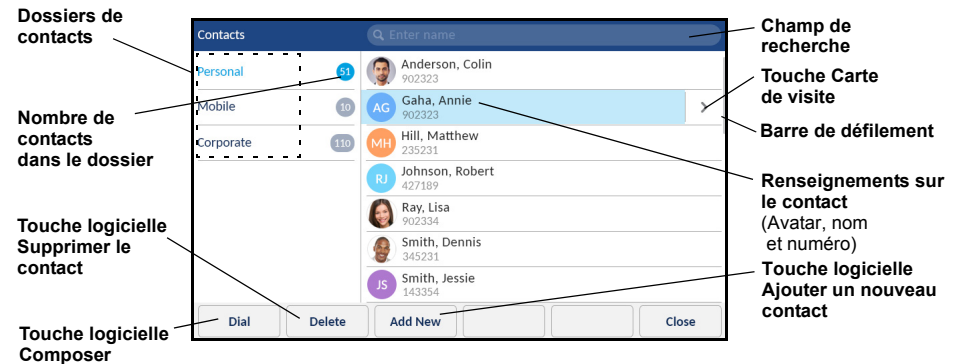 Dossiers de
contacts
Nombre de
contacts
dans le dossier
Touche logicielle
Supprimer le
contact
Touche logicielle
Composer
Contacts
Enter name
Personal
51
Mobile
10
Corporate
110
Anderson, Colin
902323
AG
Gaha, Annie
902323
MH
Hill, Matthew
235231
RJ
Johnson, Robert
427189
Ray, Lisa
902334
Smith, Dennis
345231
JS
Smith, Jessie
143354
Dial
Delete
Add New
Close
Champ de
recherche
Touche Carte
de visite
Barre de défilement
Renseignements sur
le contact
(Avatar, nom
et numéro)
Touche logicielle
Ajouter un nouveau
contact